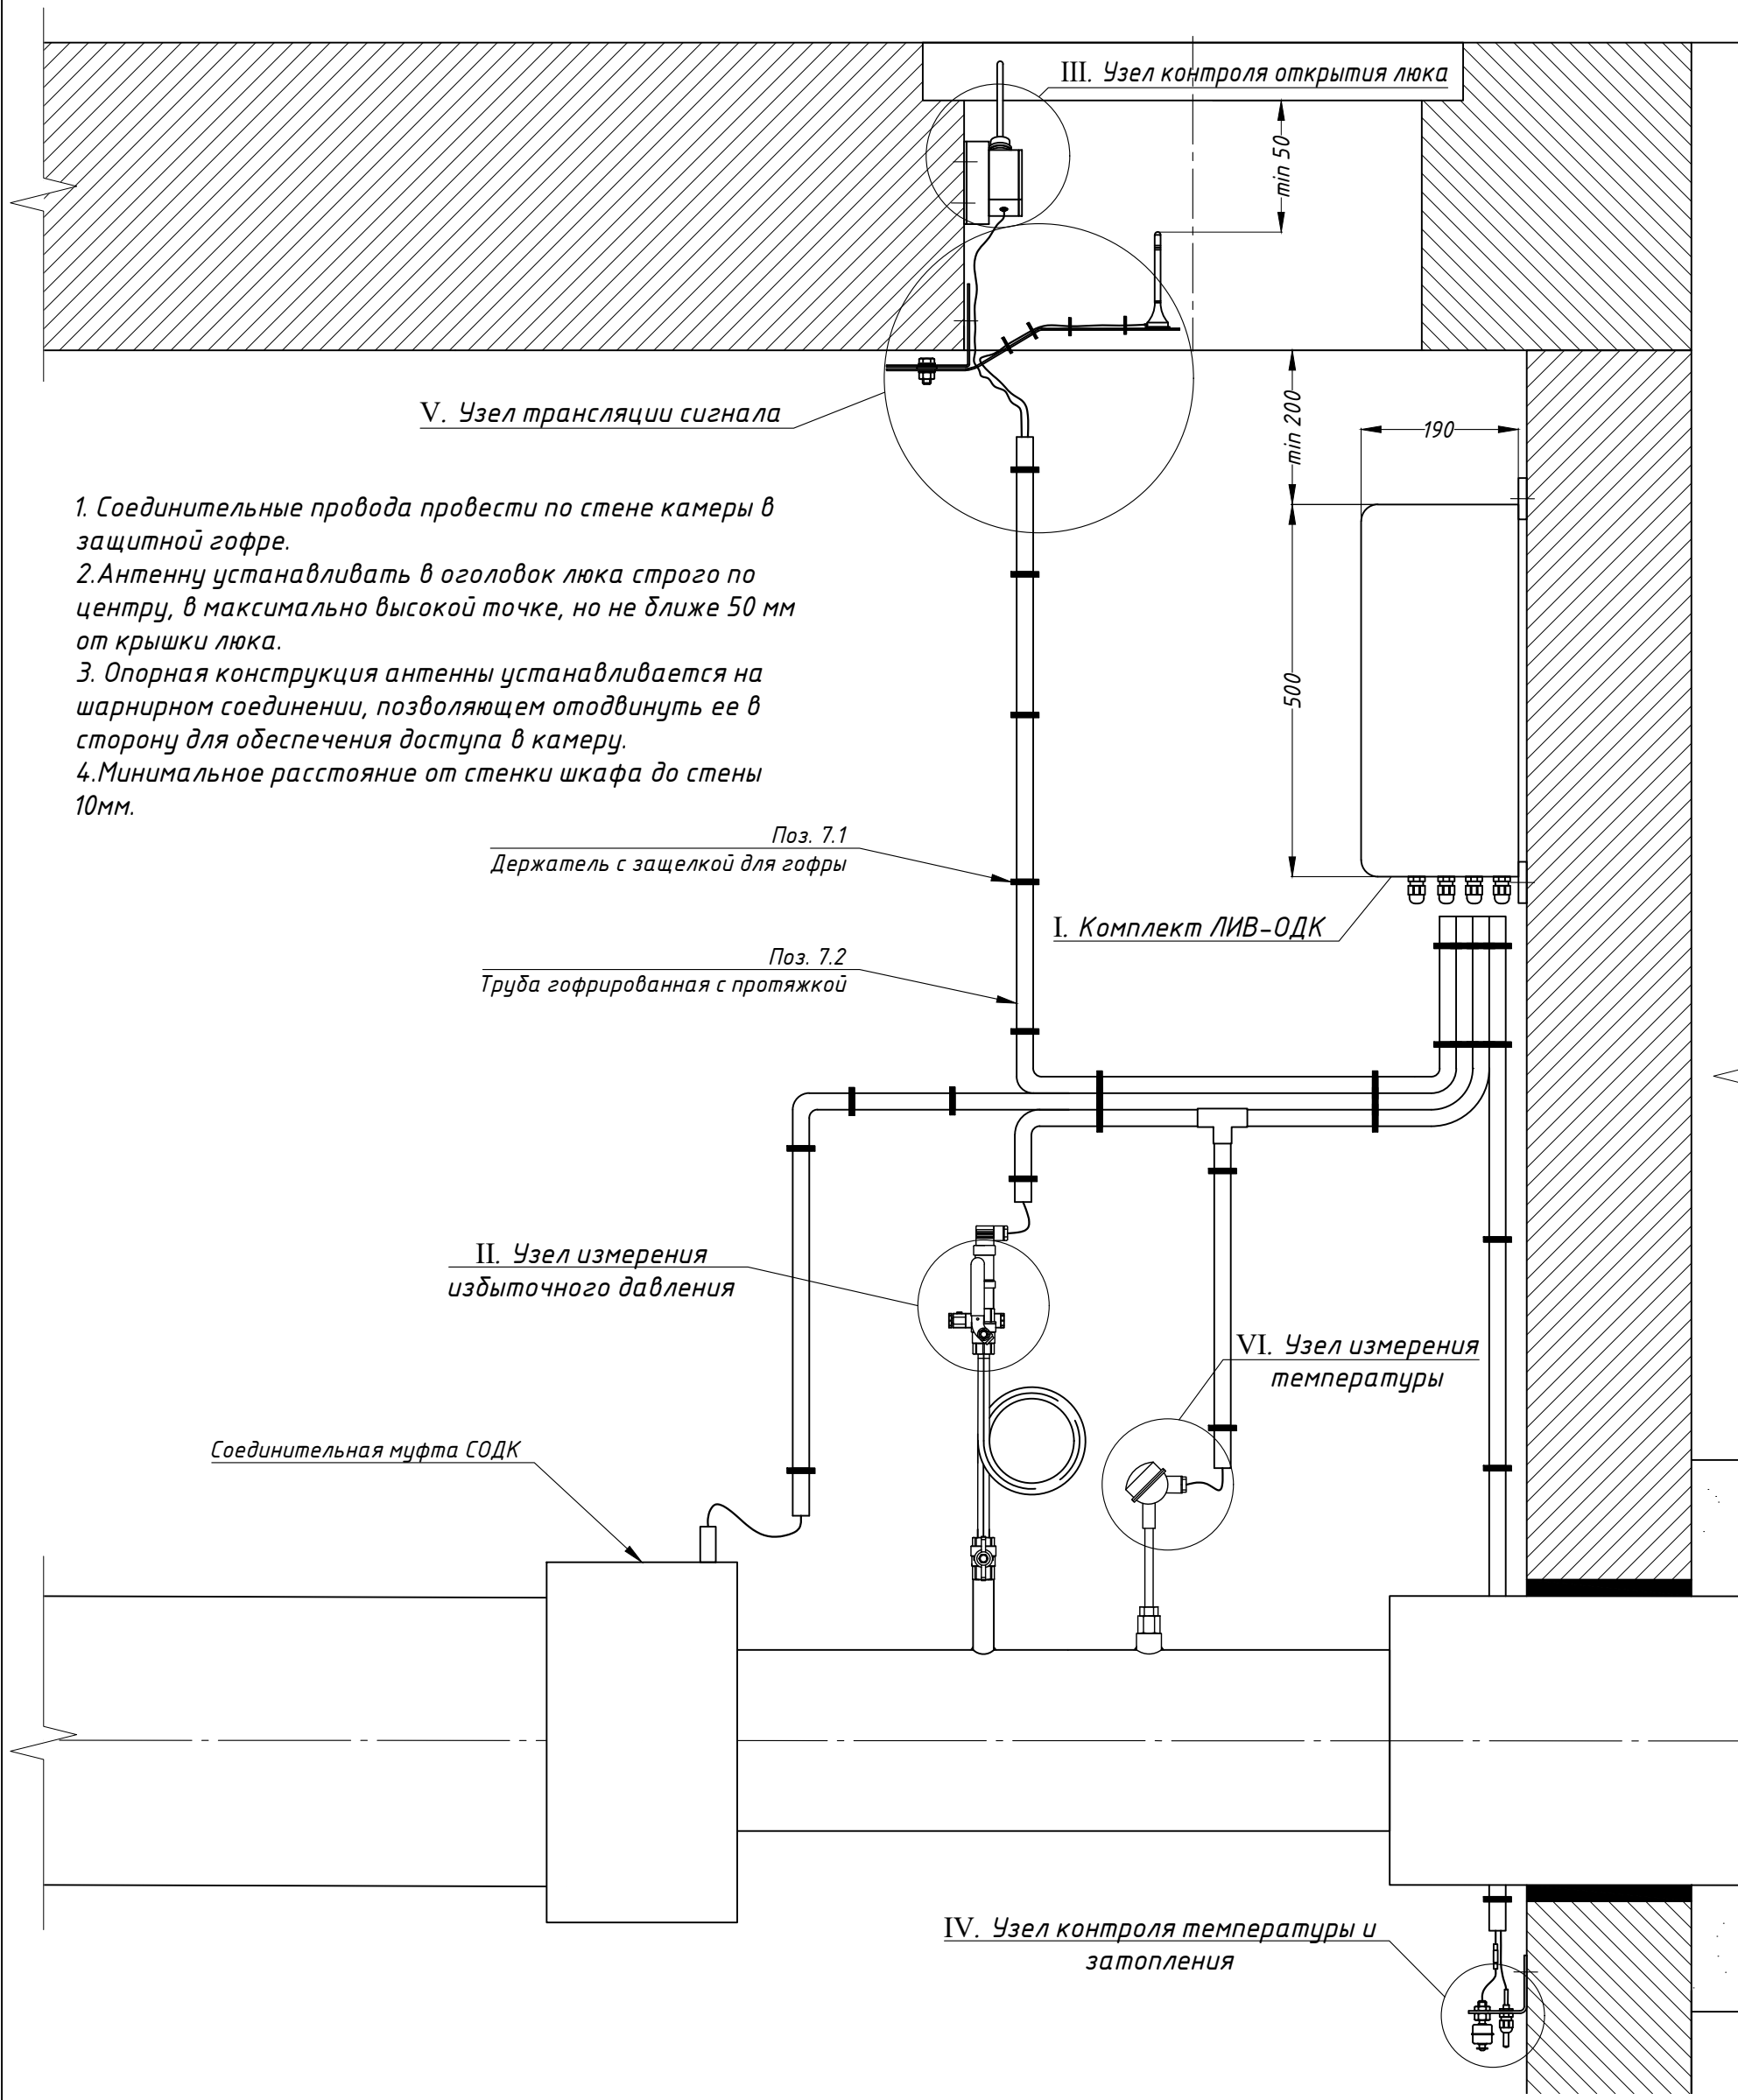 III. Узел контроля открытия люка
min 50
V. Узел трансляции сигнала
min 200
190
1. Соединительные провода провести по стене камеры в
защитной гофре.
2.Антенну устанавливать в оголовок люка строго по
центру, в максимально высокой точке, но не ближе 50 мм
от крышки люка.
3. Опорная конструкция антенны устанавливается на
шарнирном соединении, позволяющем отодвинуть ее в
сторону для обеспечения доступа в камеру.
4.Минимальное расстояние от стенки шкафа до стены
10мм.
500
Поз. 7.1
Держатель с защелкой для гофры
I. Комплект ЛИВ-ОДК
Поз. 7.2
Труба гофрированная с протяжкой
II. Узел измерения
избыточного давления
VI. Узел измерения
температуры
Соединительная муфта СОДК
IV. Узел контроля температуры и
затопления